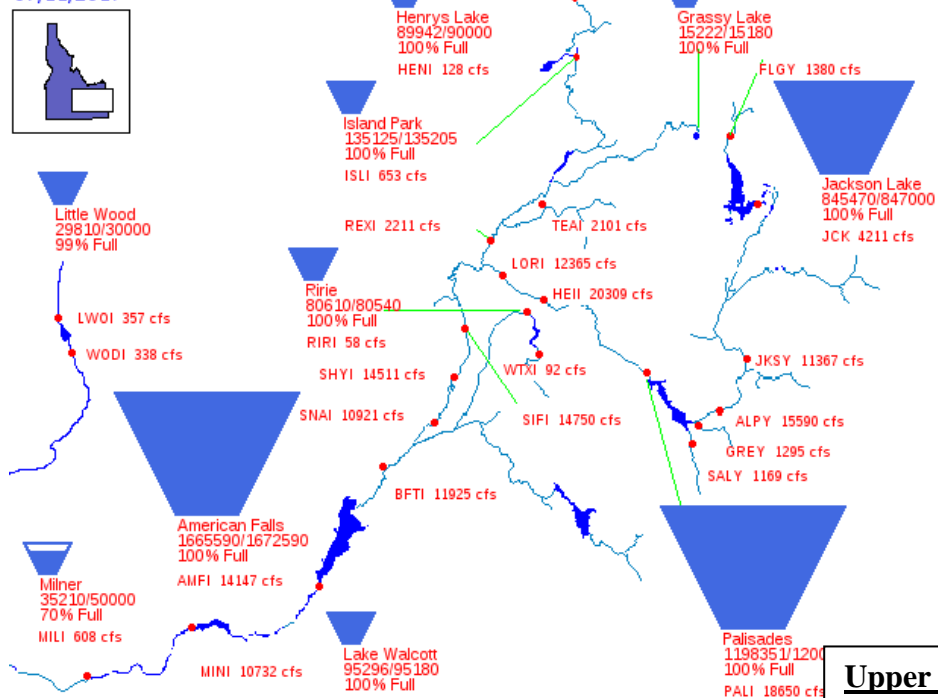 Henrys Lake
89942/90000
100% Full
HENI 128 cfs
Grassy Lake
15222/15180
100% Full
FLGY 1380 cfs
Island Park
135125/135205
100% Full
ISLI 653 cfs
Jackson Lake
845470/847000
100% Full
JCK 4211 cfs
Little Wood
29810/30000
99% Full
REXI 2211 cfs
TEAI 2101 cfs
LORI 12365 cfs
HEII 20309 cfs
Ririe
80610/80540
100% Full
RIRI 58 cfs
LWOI 357 cfs
WODI 338 cfs
SHYI 14511 cfs
WTXI 92 cfs
JKSY 11367 cfs
SNAI 10921 cfs
SIFI 14750 cfs
ALPY 15590 cfs
GREY 1295 cfs
SALY 1169 cfs
BFTI 11925 cfs
American Falls
1665590/1672590
100% Full
AMFI 14147 cfs
Milner
35210/50000
70% Full
MILI 608 cfs
MINI 10732 cfs
Lake Walcott
95296/95180
100% Full
Palisades
1198351/1200
100% Full
PALI 18650 cfs
Upper